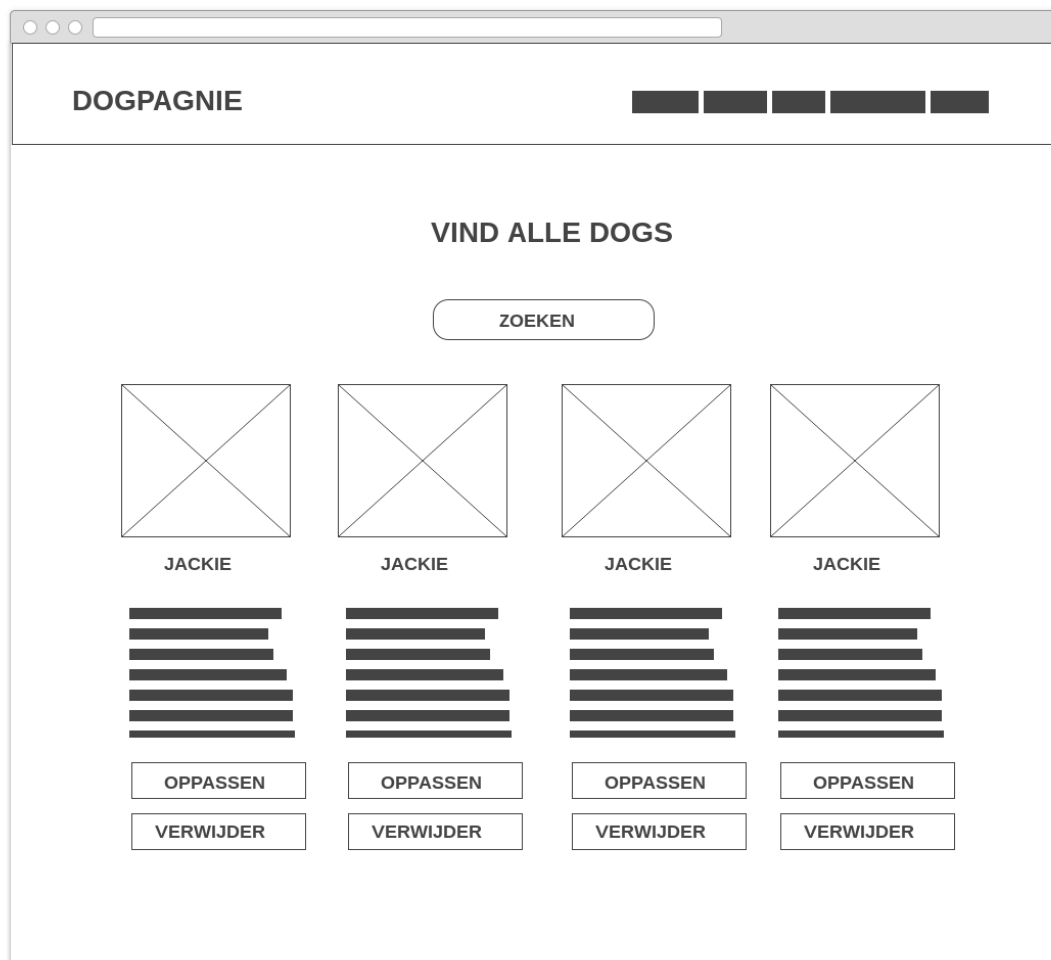 DOGPAGNIE
VIND ALLE DOGS
ZOEKEN
JACKIE JACKIE JACKIE JACKIE
OPPASSEN OPPASSEN OPPASSEN OPPASSEN
VERWIJDER VERWIJDER VERWIJDER VERWIJDER